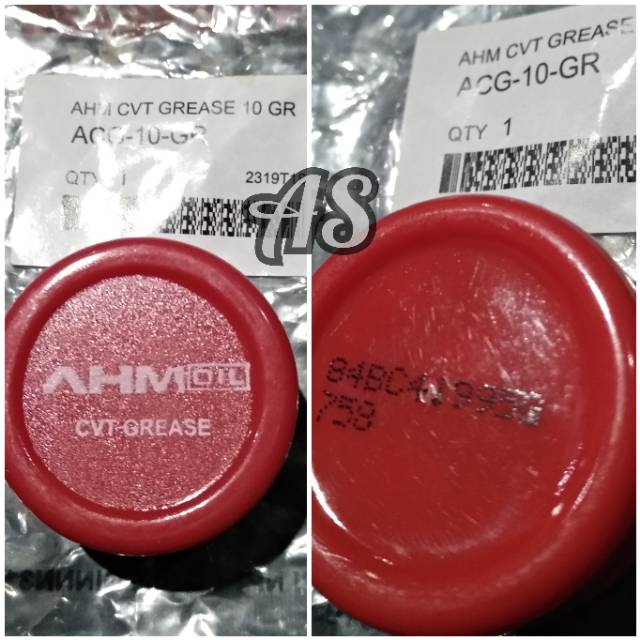 AHM CVT GREASE 10 GR
ACG-10-GR
QTY 1
2319T1
AHM OIL
CVT GREASE
AS
AHM CVT GREASE
ACG-10-GR
QTY 1
758